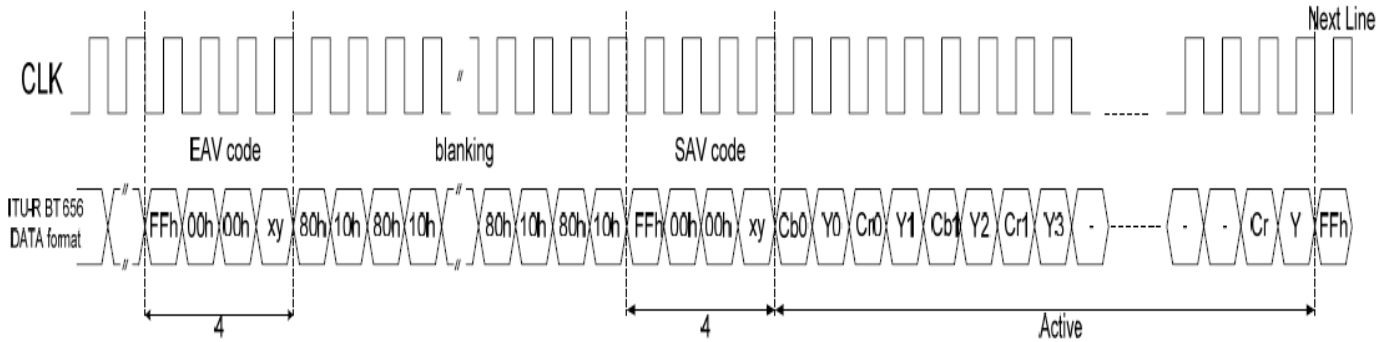 Next Line
CLK
EAV code blanking SAV code
ITU-R BT 656
DATA format
FFh 00h 00h xy 80h 10h 80h 10h 80h 10h 80h 10h FFh 00h 00h xy Cb0 Y0 Cr0 Y1 Cb1 Y2 Cr1 Y3 - - - Cr Y FFh
4 4 Active